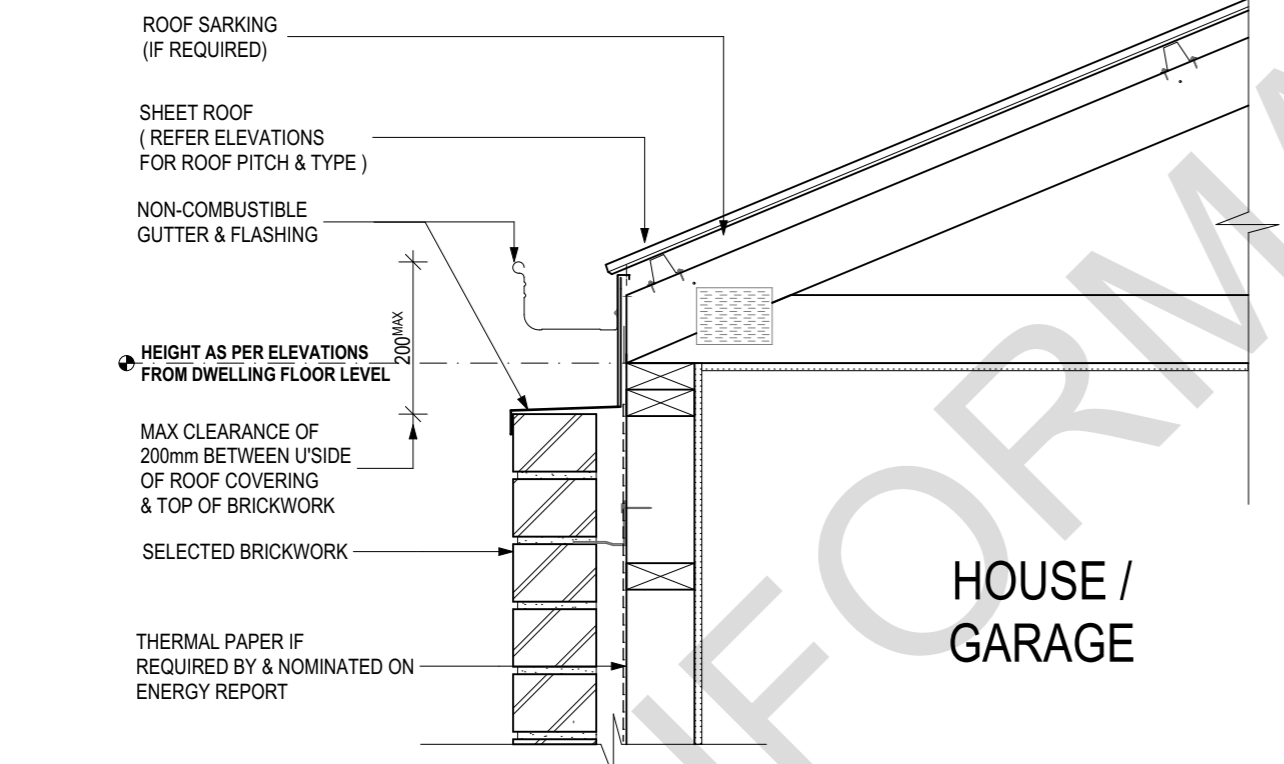 ROOF SARKING
(IF REQUIRED)
SHEET ROOF
( REFER ELEVATIONS
FOR ROOF PITCH & TYPE )
NON-COMBUSTIBLE
GUTTER & FLASHING
200MAX
HEIGHT AS PER ELEVATIONS
FROM DWELLING FLOOR LEVEL
MAX CLEARANCE OF
200mm BETWEEN U'SIDE
OF ROOF COVERING
& TOP OF BRICKWORK
SELECTED BRICKWORK
THERMAL PAPER IF
REQUIRED BY & NOMINATED ON
ENERGY REPORT
HOUSE /
GARAGE
FORM